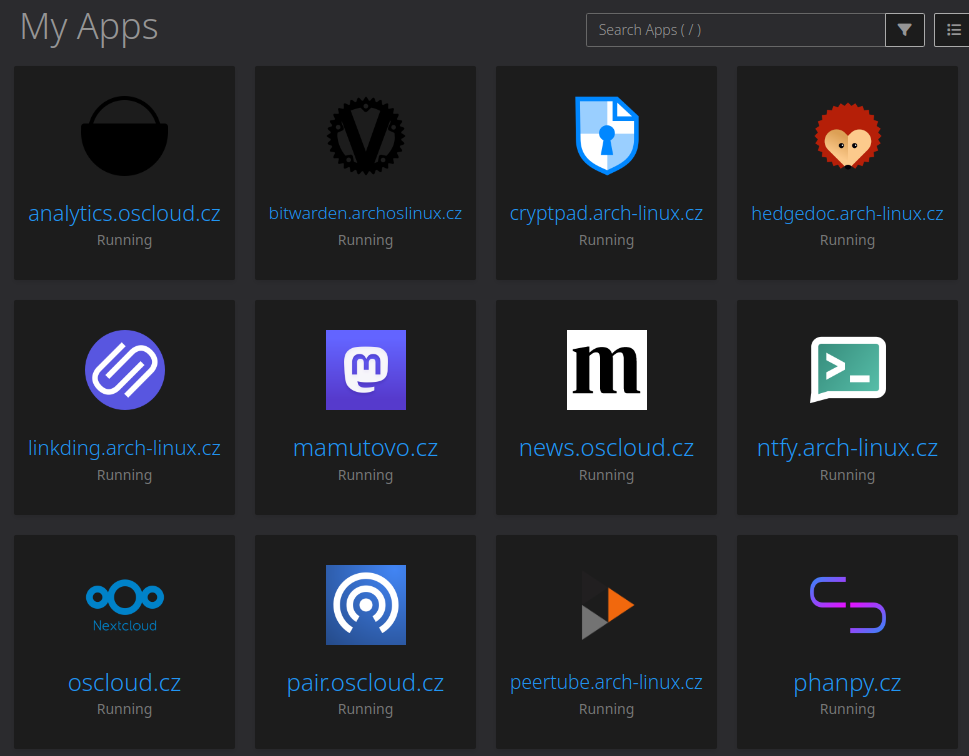 My Apps
Search Apps ( / )
analytics.oscloud.cz
Running
bitwarden.archoslinux.cz
Running
cryptpad.arch-linux.cz
Running
hedgedoc.arch-linux.cz
Running
linkding.arch-linux.cz
Running
mamutovo.cz
Running
m
news.oscloud.cz
Running
>_
ntfy.arch-linux.cz
Running
Nextcloud
oscloud.cz
Running
pair.oscloud.cz
Running
peertube.arch-linux.cz
Running
phanpy.cz
Running